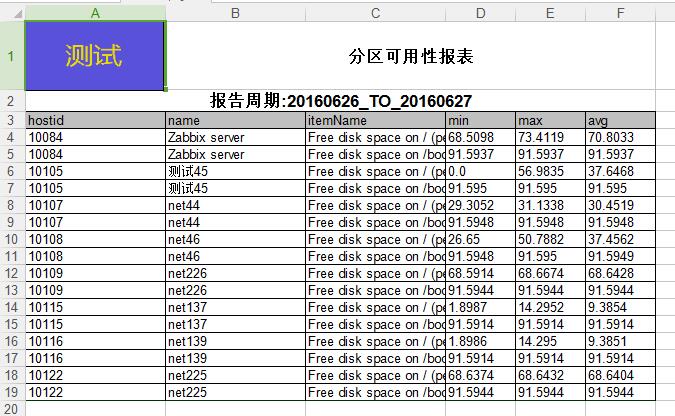 A B C D E F
1 测试 分区可用性报表
2 报告周期:20160626_TO_20160627
3 hostid name itemName min max avg
4 10084 Zabbix server Free disk space on / (pe 68.5098 73.4119 70.8033
5 10084 Zabbix server Free disk space on /boo 91.5937 91.5937 91.5937
6 10105 测试45 Free disk space on / (pe 0.0 56.9835 37.6468
7 10105 测试45 Free disk space on /boo 91.595 91.595 91.595
8 10107 net44 Free disk space on / (pe 29.3052 31.1338 30.4519
9 10107 net44 Free disk space on /boo 91.5948 91.5948 91.5948
10 10108 net46 Free disk space on / (pe 26.65 50.7882 37.4562
11 10108 net46 Free disk space on /boo 91.5948 91.595 91.5949
12 10109 net226 Free disk space on / (pe 68.5914 68.6674 68.6428
13 10109 net226 Free disk space on /boo 91.5944 91.5944 91.5944
14 10115 net137 Free disk space on / (pe 1.8987 14.2952 9.3854
15 10115 net137 Free disk space on /boo 91.5914 91.5914 91.5914
16 10116 net139 Free disk space on / (pe 1.8986 14.295 9.3851
17 10116 net139 Free disk space on /boo 91.5914 91.5914 91.5914
18 10122 net225 Free disk space on / (pe 68.6374 68.6432 68.6404
19 10122 net225 Free disk space on /boo 91.5944 91.5944 91.5944
20